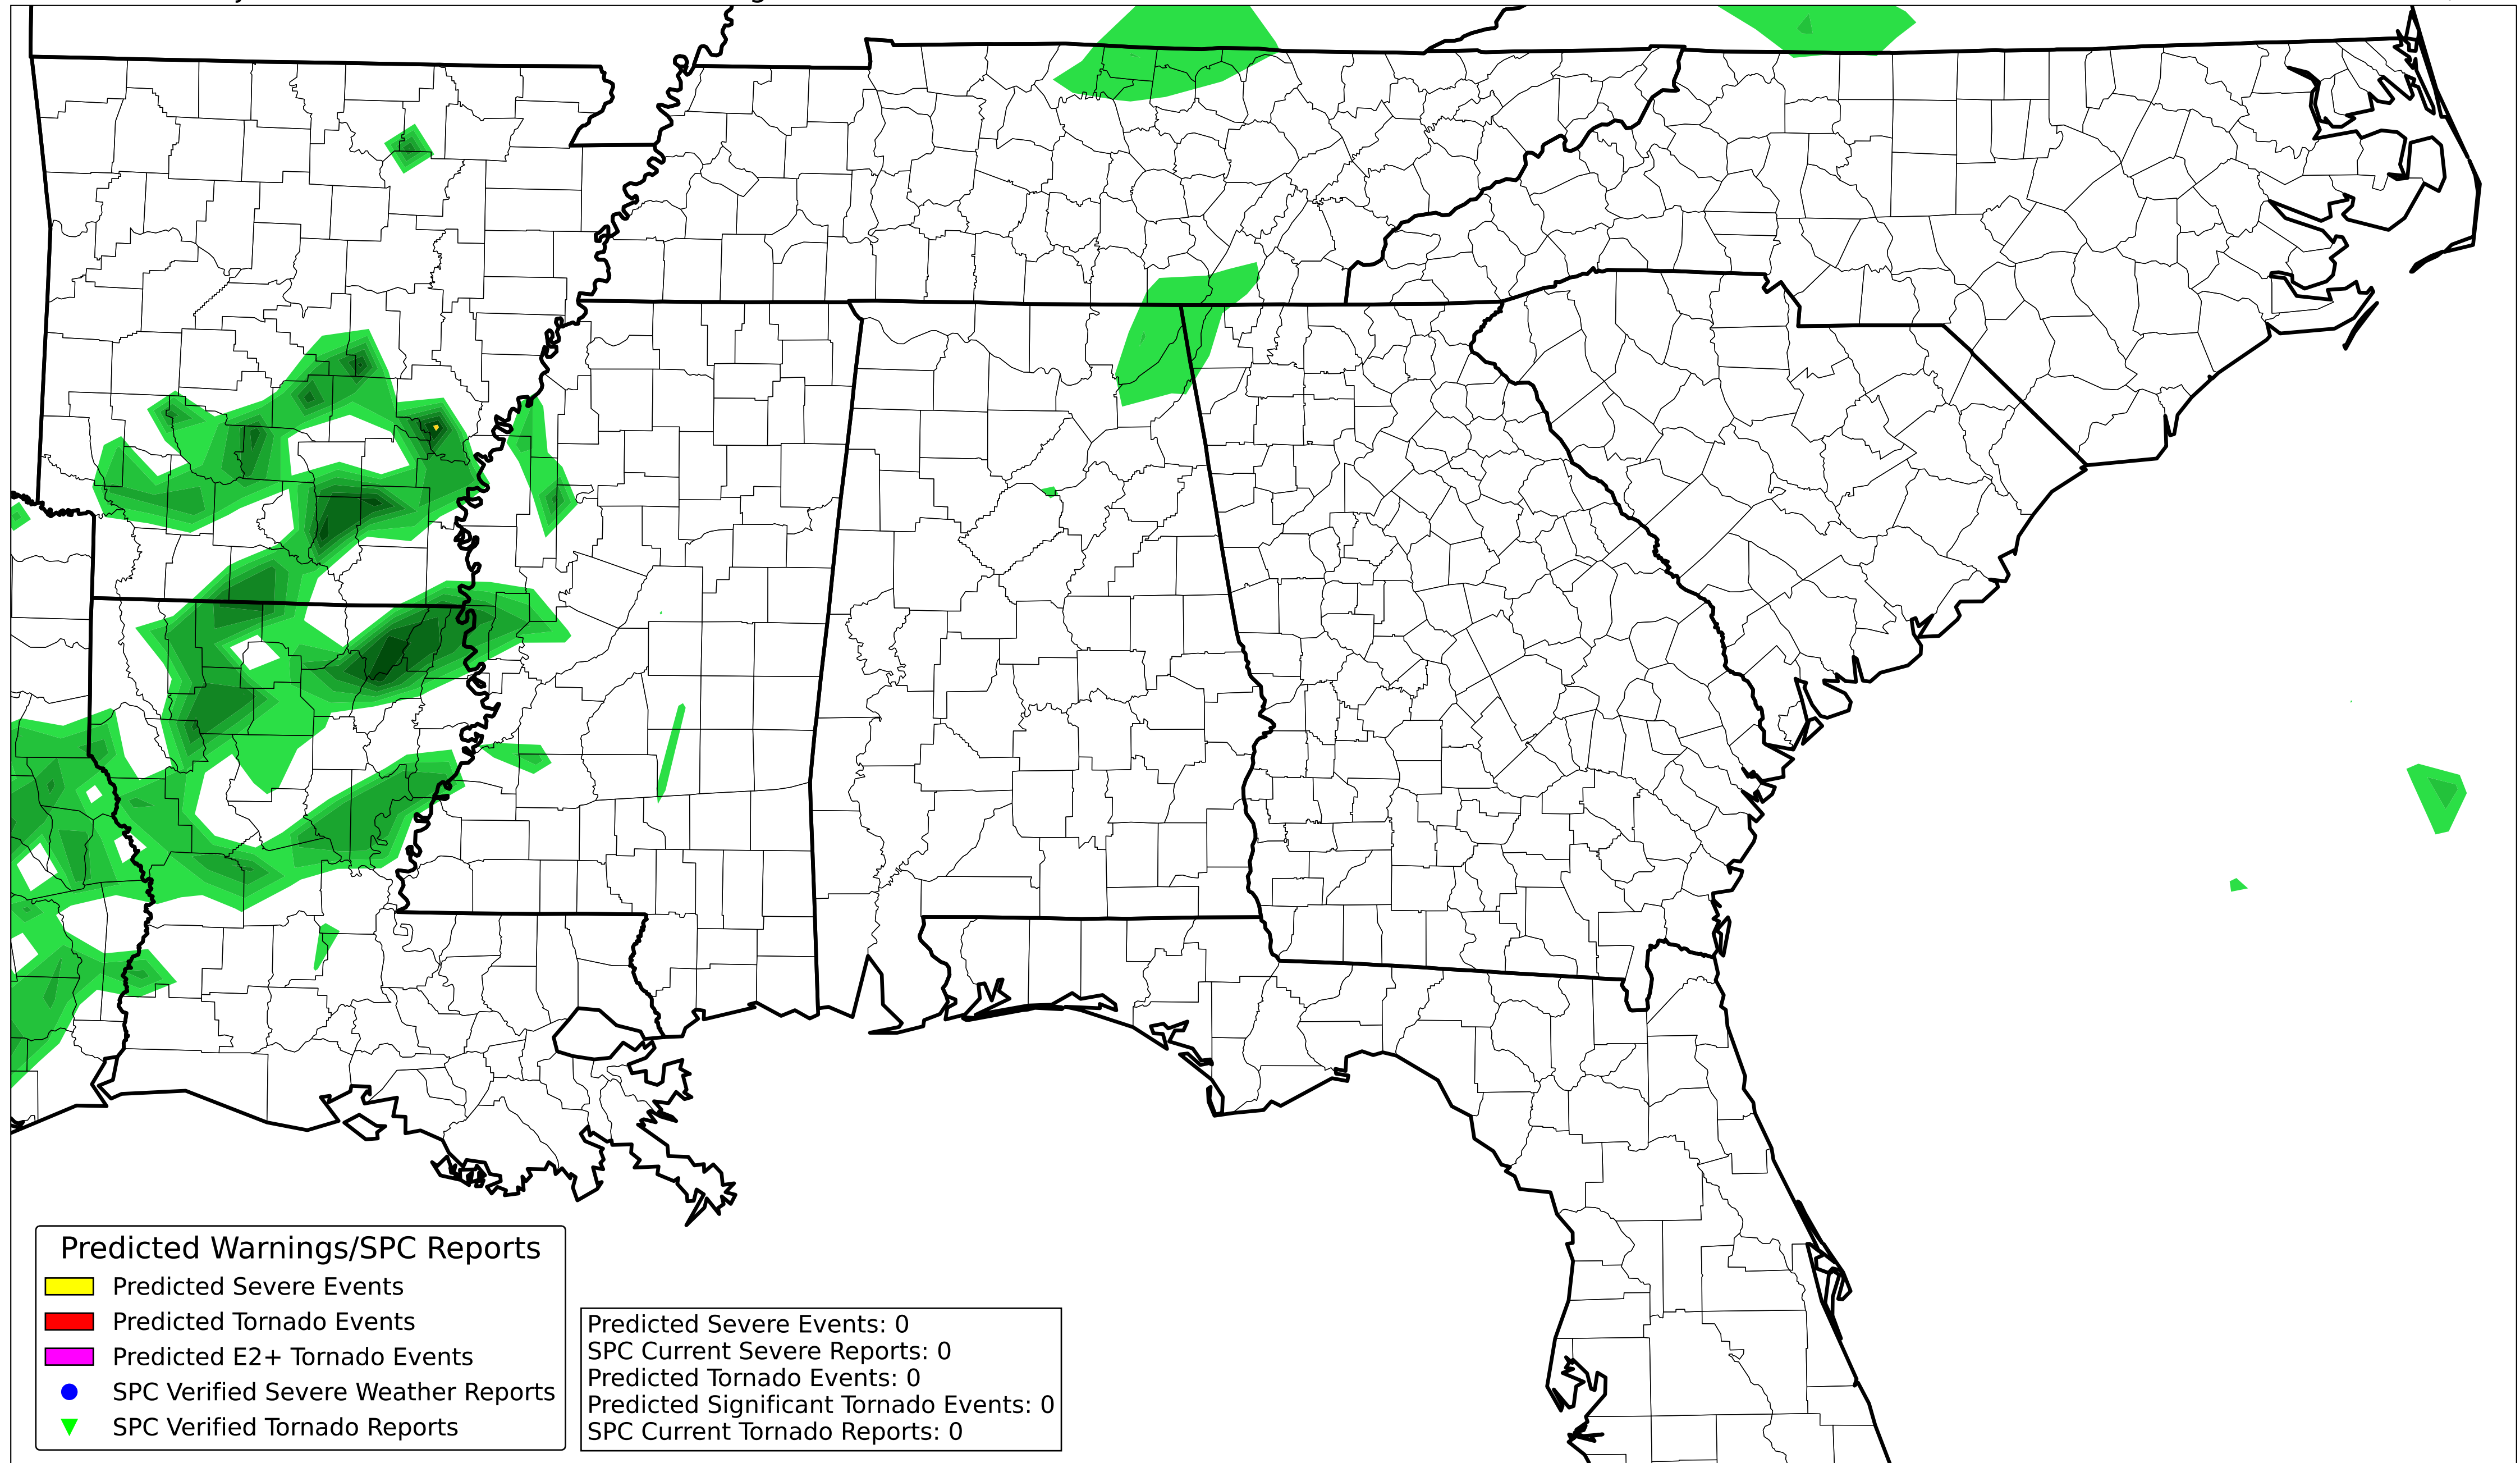 Predicted Warnings/SPC Reports
Predicted Severe Events
Predicted Tornado Events
Predicted E2+ Tornado Events
SPC Verified Severe Weather Reports
SPC Verified Tornado Reports
Predicted Severe Events: 0
SPC Current Severe Reports: 0
Predicted Tornado Events: 0
Predicted Significant Tornado Events: 0
SPC Current Tornado Reports: 0